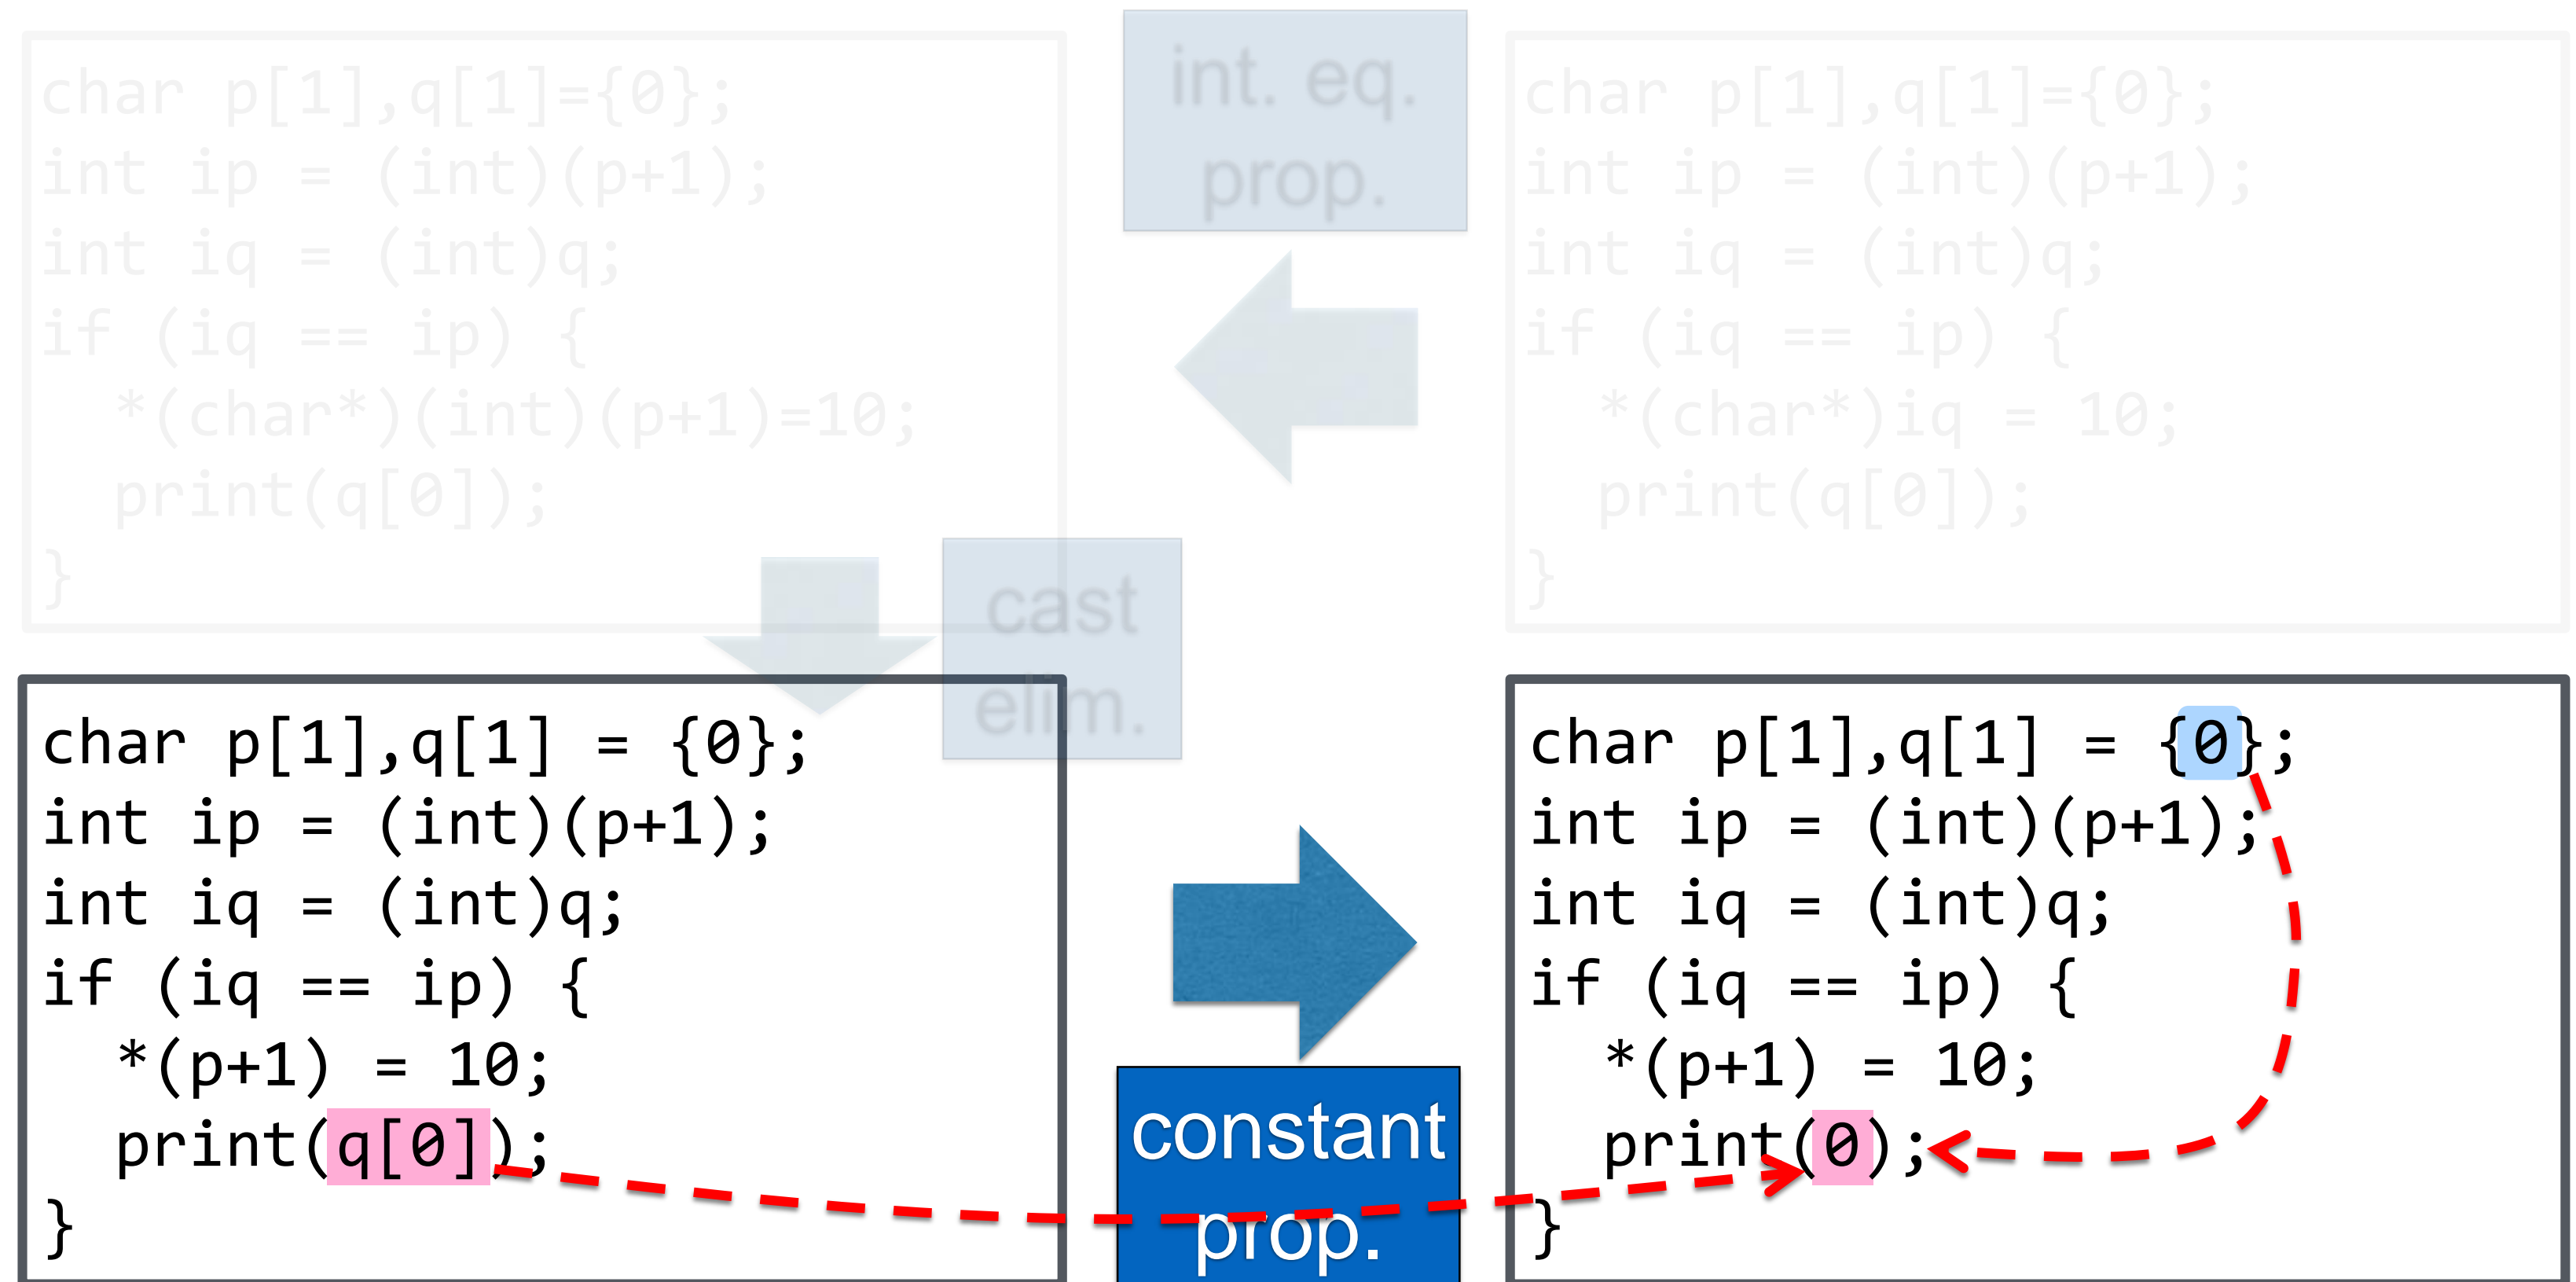 char p[1],q[1]={0};
int ip = (int)(p+1);
int iq = (int)q;
if (iq == ip) {
  *(char*)(int)(p+1)=10;
  print(q[0]);
}
int. eq.
prop.
char p[1],q[1]={0};
int ip = (int)(p+1);
int iq = (int)q;
if (iq == ip) {
  *(char*)iq = 10;
  print(q[0]);
}
cast
elim.
char p[1],q[1] = {0};
int ip = (int)(p+1);
int iq = (int)q;
if (iq == ip) {
  *(p+1) = 10;
  print(q[0]);
}
constant
prop.
char p[1],q[1] = {0};
int ip = (int)(p+1);
int iq = (int)q;
if (iq == ip) {
  *(p+1) = 10;
  print(0);
}